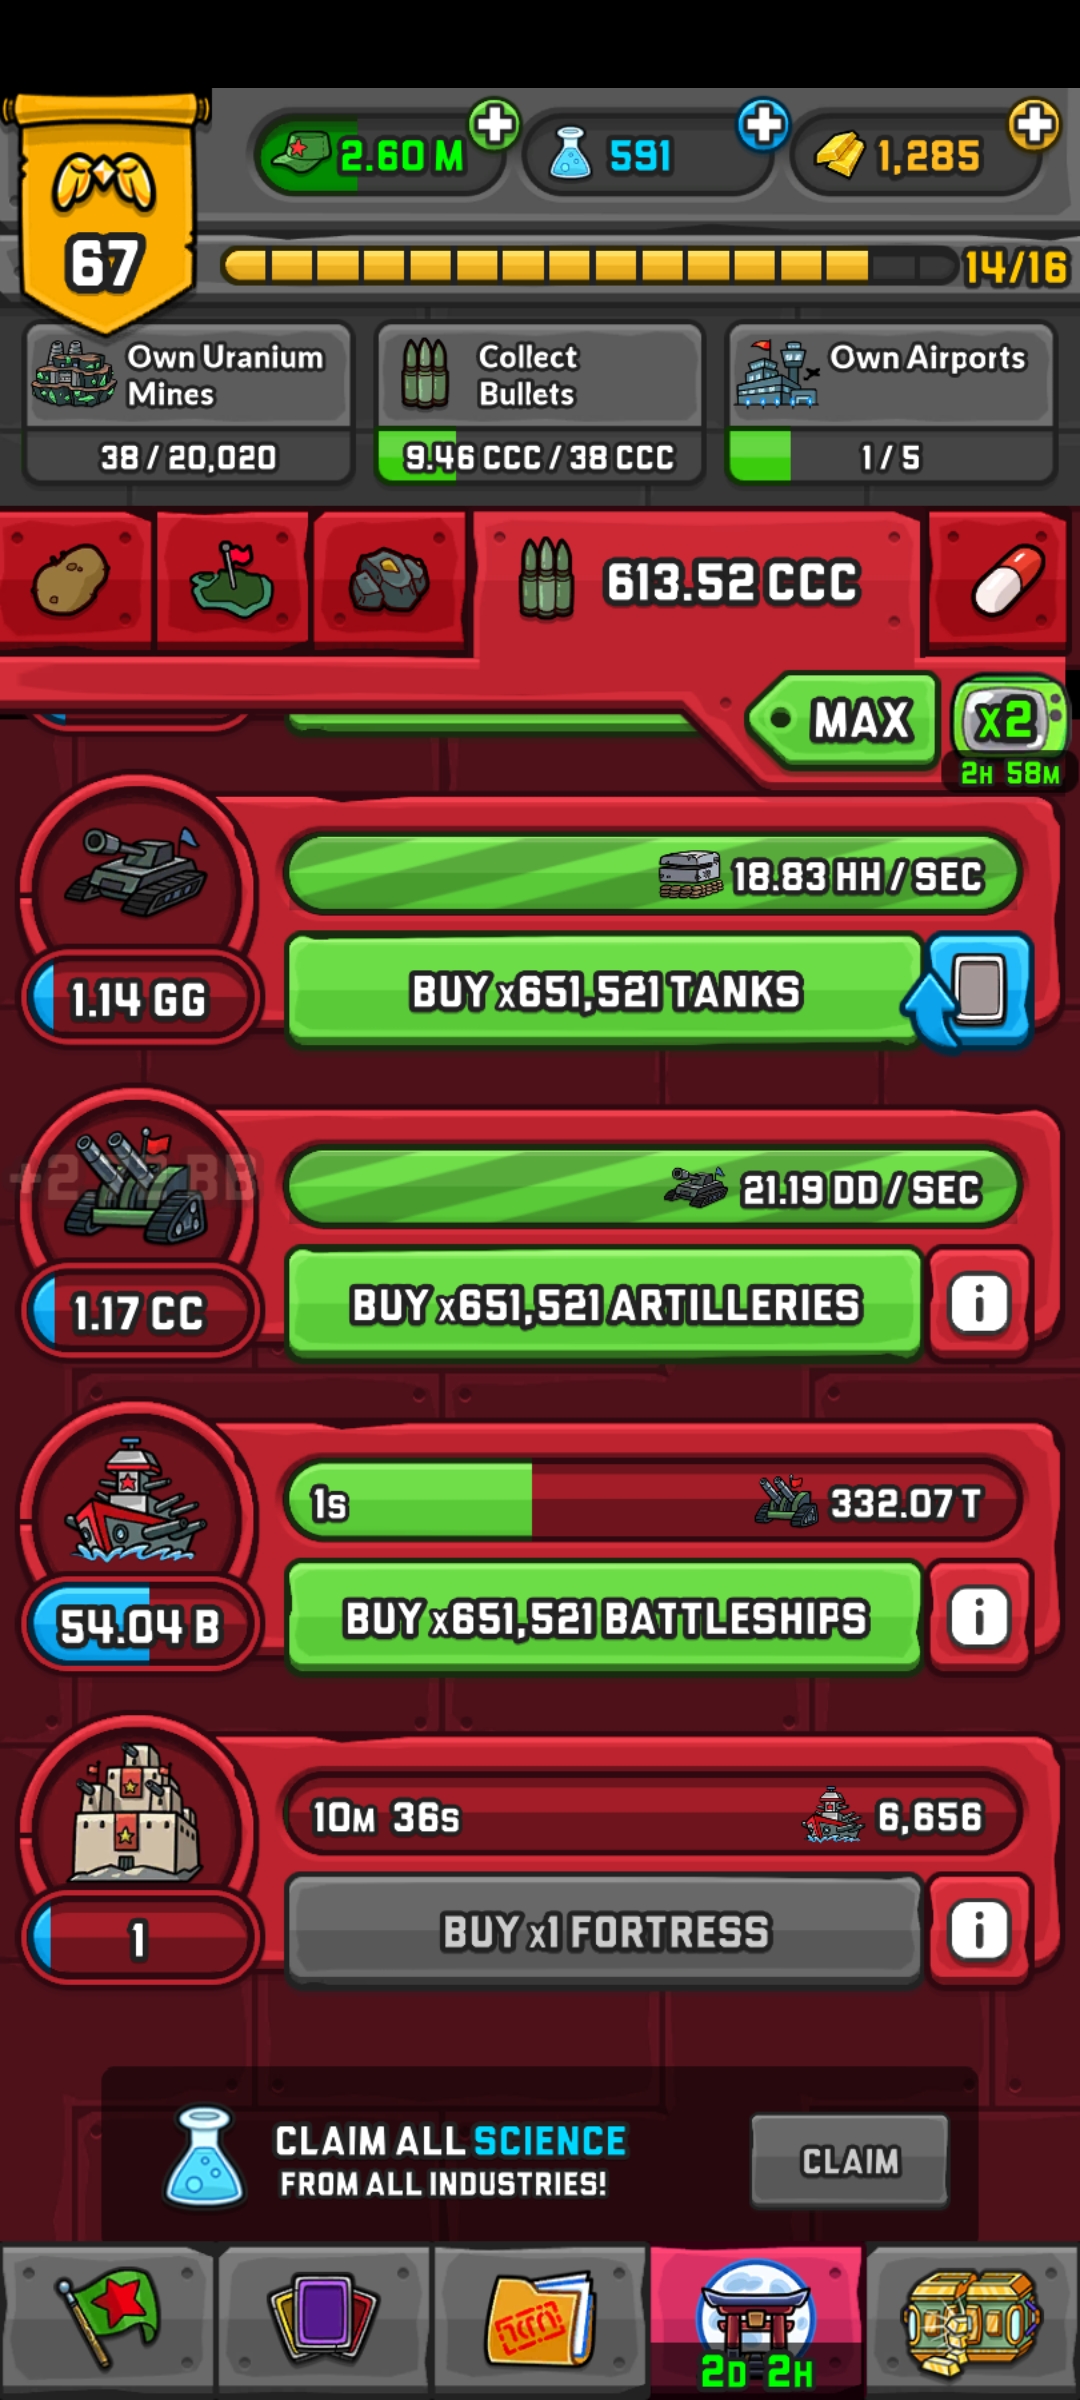 2.60 M
591
1,285
67
14/16
Own Uranium
Mines
38 / 20,020
Collect
Bullets
9.46 CCC / 38 CCC
Own Airports
1 / 5
613.52 CCC
MAX
x2
2H 58M
18.83 HH / SEC
1.14 GG
BUY x651,521 TANKS
21.19 DD / SEC
1.17 CC
BUY x651,521 ARTILLERIES
i
1s
332.07 T
54.04 B
BUY x651,521 BATTLESHIPS
i
10M 36s
6,656
1
BUY x1 FORTRESS
i
CLAIM ALL SCIENCE
FROM ALL INDUSTRIES!
CLAIM
2D 2H